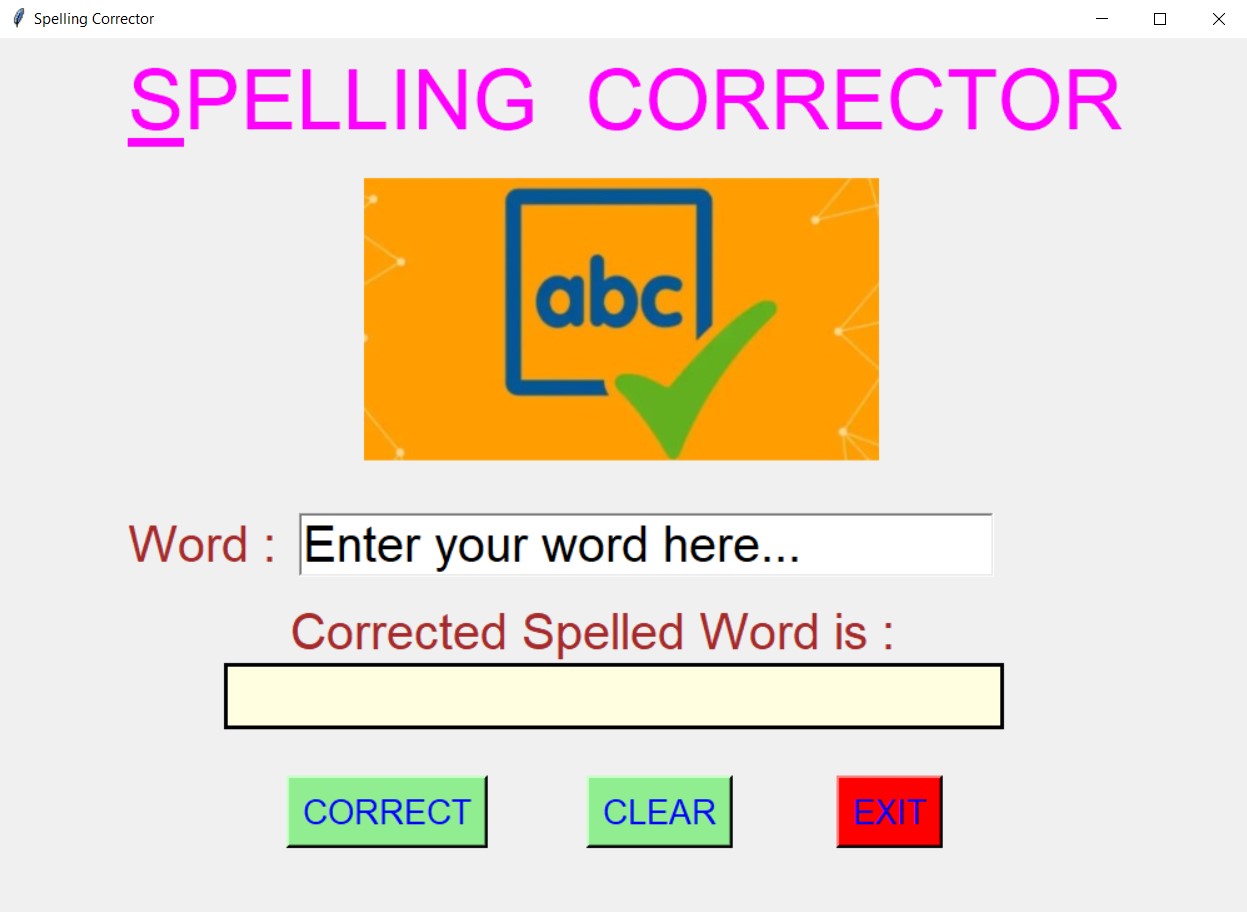 Spelling Corrector
SPELLING CORRECTOR
abc
Word : Enter your word here...
Corrected Spelled Word is :
CORRECT CLEAR EXIT